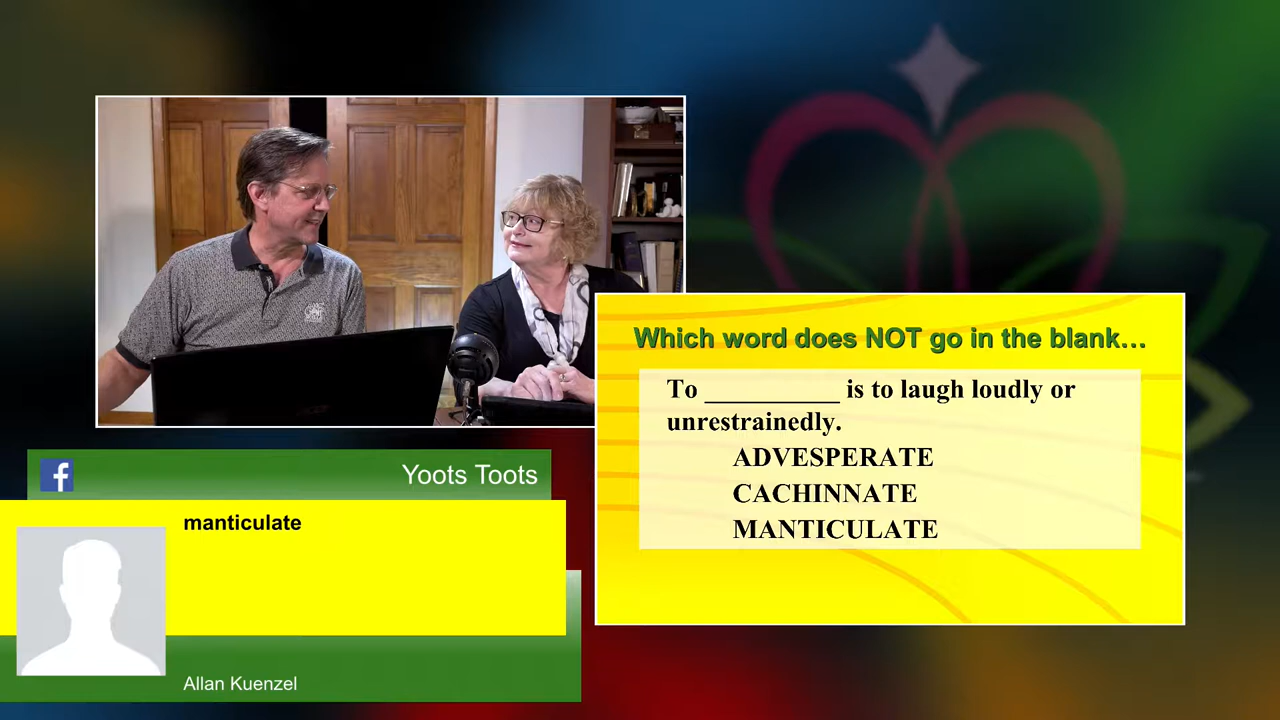 Which word does NOT go in the blank...
To __________ is to laugh loudly or
unrestrainedly.
ADVESPERATE
CACHINNATE
MANTICULATE
f
Yoots Toots
manticulate
Allan Kuenzel